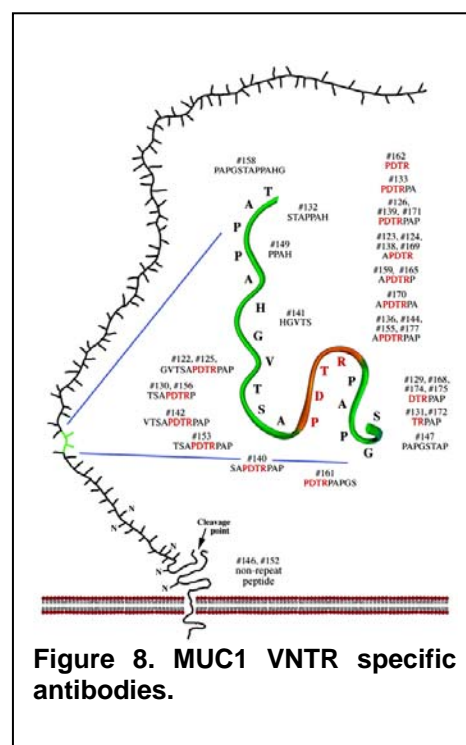 #158
PAPGSTAPPAHG
#162
PDTR
#133
PDTRPA
#126,
#139, #171
PDTRPAP
#123, #124,
#138, #169
APDTR
#159, #165
APDTRP
#170
APDTRPA
#136, #144,
#155, #177
APDTRPAP
#129, #168,
#174, #175
DTRPAP
#131, #172
TRPAP
#147
PAPGSTAP
#132
STAPPAH
#149
PPAH
#141
HGVTS
T
A
P
P
A
H
G
V
T
S
A
P
D
T
R
P
A
P
G
S
#122, #125,
GVTSAPDTRPAP
#130, #156
TSAPDTRP
#142
VTSAPDTRPAP
#153
TSAPDTRPAP
#140
SAPDTRPAP
#161
PDTRPAPGS
N
N
N
N
Cleavage
point
#146, #152
non-repeat
peptide
Figure 8. MUC1 VNTR specific
antibodies.